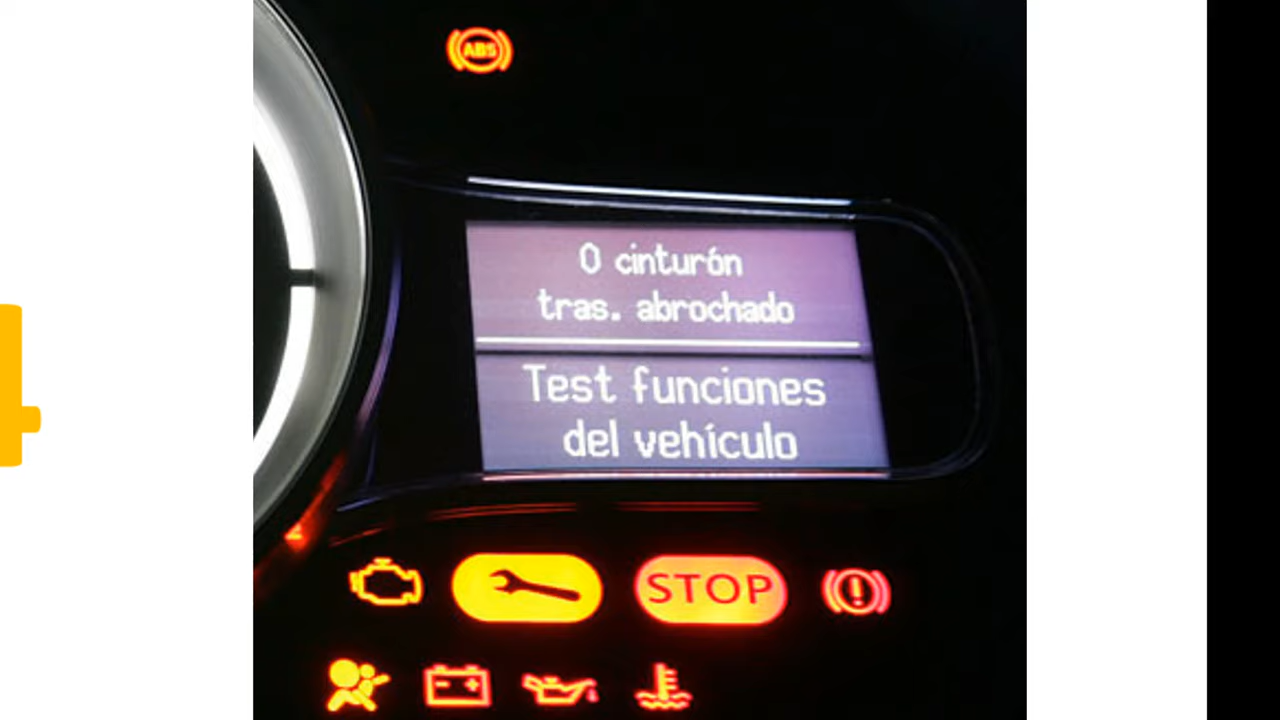 ABS
0 cinturón
tras. abrochado
Test funciones
del vehículo
STOP